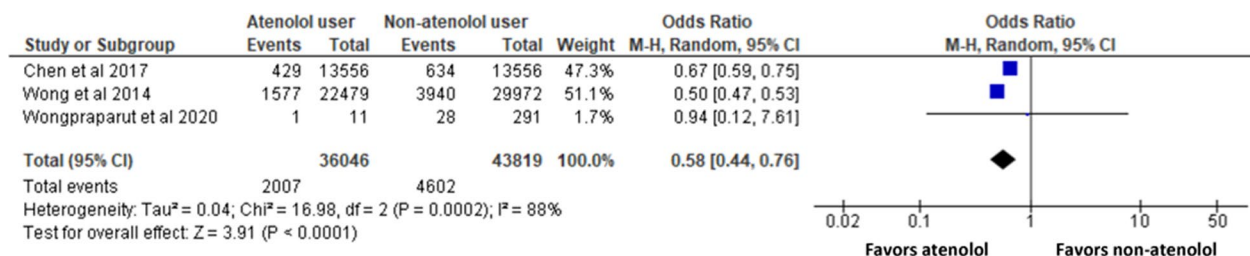 Atenolol user Non-atenolol user Odds Ratio Odds Ratio
Study or Subgroup Events Total Events Total Weight M-H, Random, 95% CI M-H, Random, 95% CI
Chen et al 2017 429 13556 634 13556 47.3% 0.67 [0.59, 0.75]
Wong et al 2014 1577 22479 3940 29972 51.1% 0.50 [0.47, 0.53]
Wongpraparut et al 2020 1 11 28 291 1.7% 0.94 [0.12, 7.61]
Total (95% CI) 36046 43819 100.0% 0.58 [0.44, 0.76]
Total events 2007 4602
Heterogeneity: Tau² = 0.04; Chi² = 16.98, df = 2 (P = 0.0002); I² = 88%
Test for overall effect: Z = 3.91 (P < 0.0001)
0.02 0.1 1 10 50
Favors atenolol Favors non-atenolol